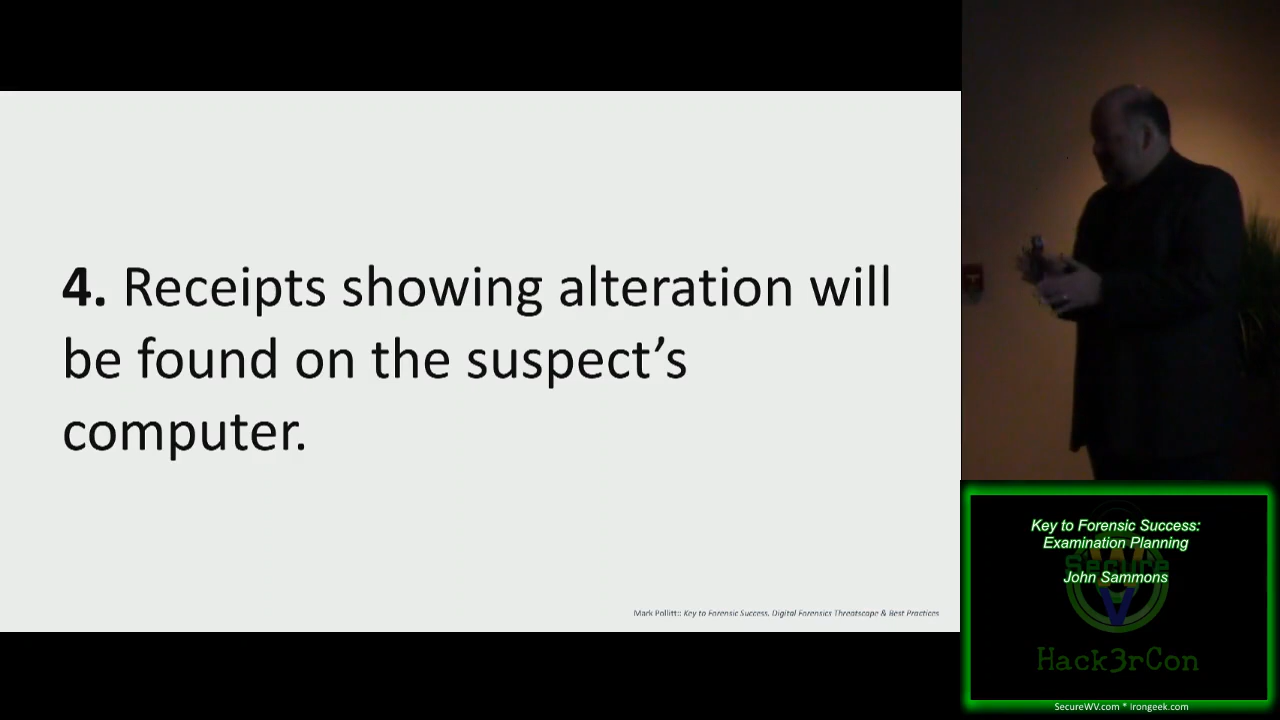 4. Receipts showing alteration will
be found on the suspect’s
computer.
Mark Pollitt:: Key to Forensic Success. Digital Forensics Threatscape & Best Practices
Key to Forensic Success:
Examination Planning
John Sammons
Secure
W
V
Hack3rCon
SecureWV.com * irongeek.com